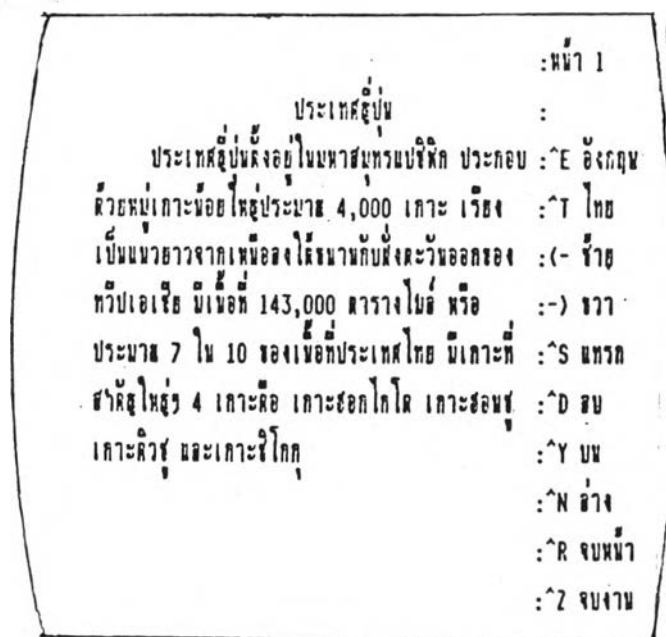 :หน้า 1
ประเทศญี่ปุ่น :
ประเทศญี่ปุ่นตั้งอยู่ในมหาสมุทรแปซิฟิค ประกอบ :^E อังกฤษ
ด้วยหมู่เกาะน้อยใหญ่ประมาณ 4,000 เกาะ เรียง :^T ไทย
เป็นแนวยาวจากเหนือลงใต้ขนานกับฝั่งตะวันออกของ :(- ซ้าย
ทวีปเอเชีย มีเนื้อที่ 143,000 ตารางไมล์ หรือ :-) ขวา
ประมาณ 7 ใน 10 ของเนื้อที่ประเทศไทย มีเกาะที่ :^S แทรก
สำคัญใหญ่ๆ 4 เกาะคือ เกาะฮอกไกโด เกาะฮอนชู :^D ลบ
เกาะคิวชู และเกาะชิโกกุ :^Y บน
:^N ล่าง
:^R จบหน้า
:^Z จบงาน